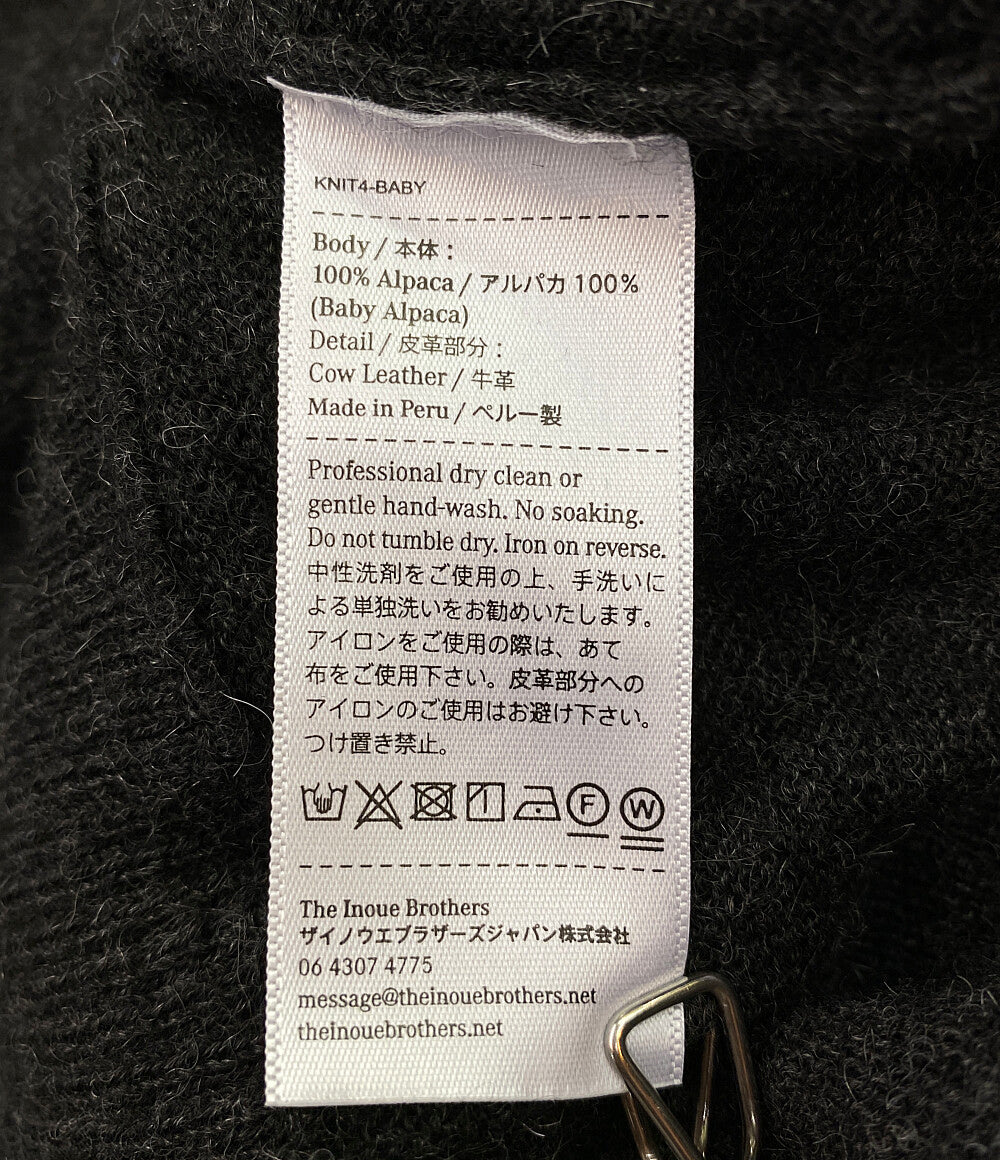 KNIT4-BABY
Body / 本体 :
100% Alpaca / アルパカ 100%
(Baby Alpaca)
Detail / 皮革部分 :
Cow Leather / 牛革
Made in Peru / ペルー製
Professional dry clean or
gentle hand-wash. No soaking.
Do not tumble dry. Iron on reverse.
中性洗剤をご使用の上、手洗いに
よる単独洗いをお勧めいたします。
アイロンをご使用の際は、あて
布をご使用下さい。皮革部分への
アイロンのご使用はお避け下さい。
つけ置き禁止。
F W
The Inoue Brothers
ザイノウエブラザーズジャパン株式会社
06 4307 4775
message@theinouebrothers.net
theinouebrothers.net